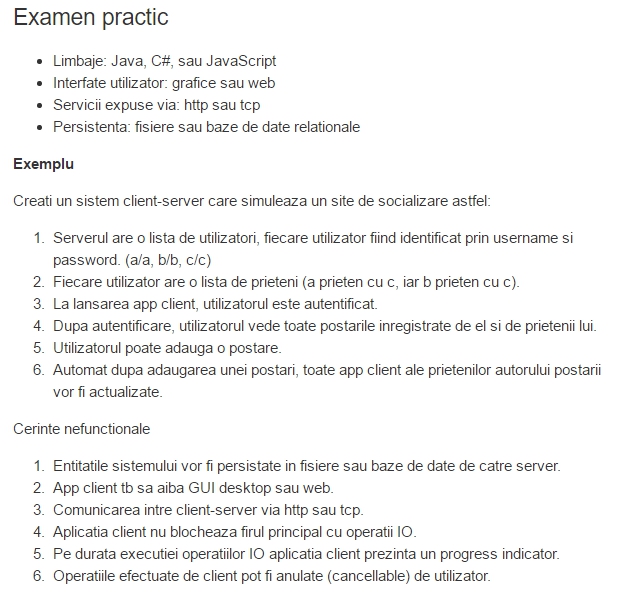 Examen practic
• Limbaje: Java, C#, sau JavaScript
• Interfate utilizator: grafice sau web
• Servicii expuse via: http sau tcp
• Persistenta: fisiere sau baze de date relationale
Exemplu
Creati un sistem client-server care simuleaza un site de socializare astfel:
1. Serverul are o lista de utilizatori, fiecare utilizator fiind identificat prin username si
password. (a/a, b/b, c/c)
2. Fiecare utilizator are o lista de prieteni (a prieten cu c, iar b prieten cu c).
3. La lansarea app client, utilizatorul este autentificat.
4. Dupa autentificare, utilizatorul vede toate postarile inregistrate de el si de prietenii lui.
5. Utilizatorul poate adauga o postare.
6. Automat dupa adaugarea unei postari, toate app client ale prietenilor autorului postarii
vor fi actualizate.
Cerinte nefunctionale
1. Entitatile sistemului vor fi persistate in fisiere sau baze de date de catre server.
2. App client tb sa aiba GUI desktop sau web.
3. Comunicarea intre client-server via http sau tcp.
4. Aplicatia client nu blocheaza firul principal cu operatii IO.
5. Pe durata executiei operatiilor IO aplicatia client prezinta un progress indicator.
6. Operatiile efectuate de client pot fi anulate (cancellable) de utilizator.